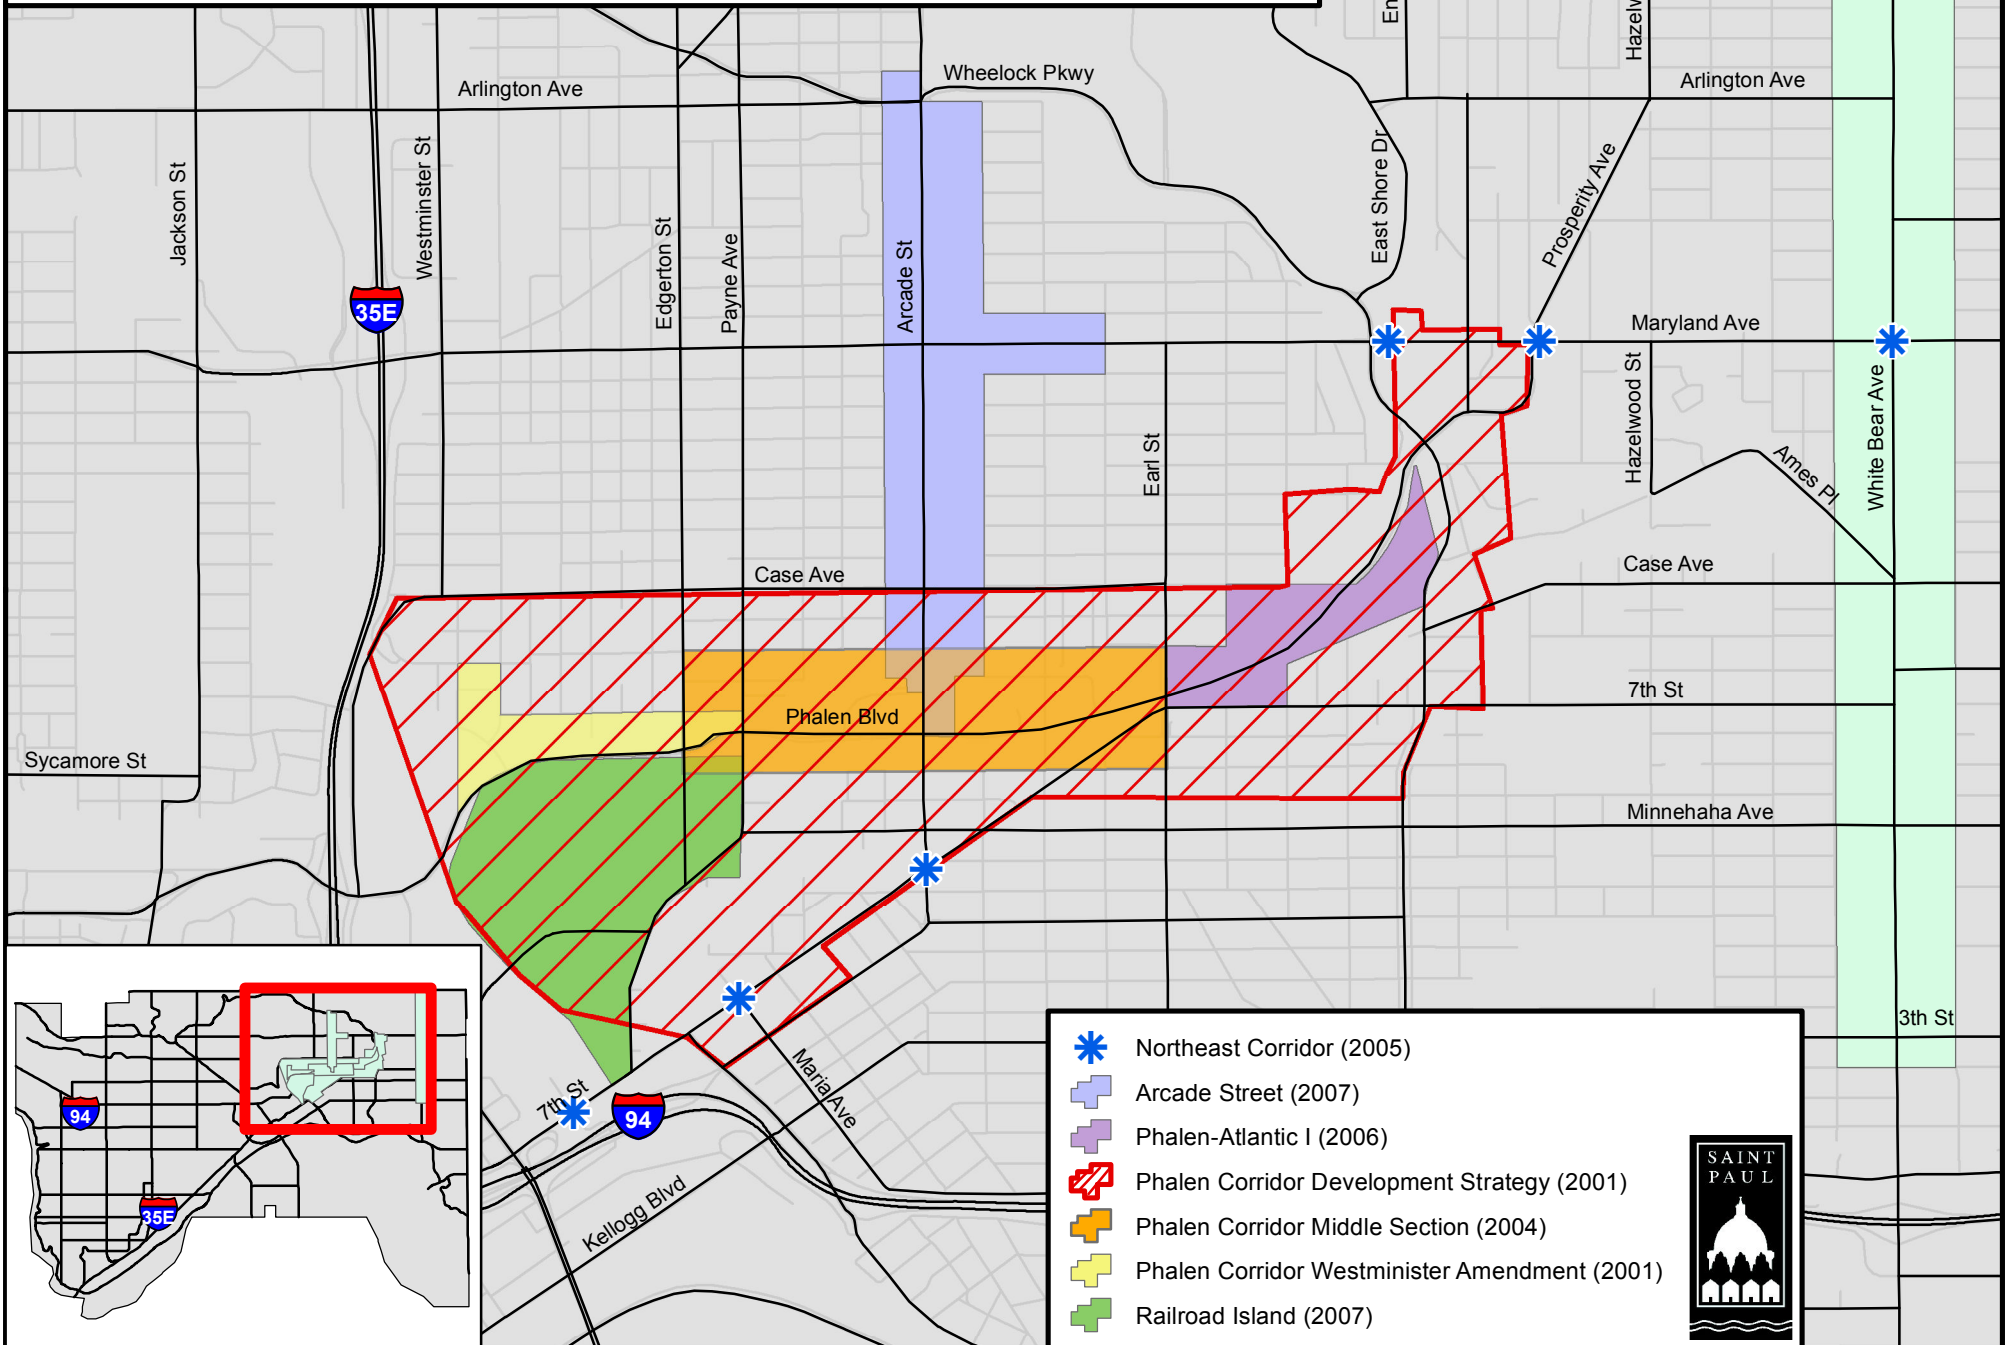 En
Hazelw
Wheelock Pkwy
Arlington Ave
Arlington Ave
Jackson St
Westminster St
Edgerton St
Payne Ave
Arcade St
East Shore Dr
Prosperity Ave
35E
Maryland Ave
Earl St
Hazelwood St
White Bear Ave
Ames Pl
Case Ave
Case Ave
7th St
Phalen Blvd
Sycamore St
Minnehaha Ave
3th St
Maria Ave
7th St
94
Kellogg Blvd
94
35E
Northeast Corridor (2005)
Arcade Street (2007)
Phalen-Atlantic I (2006)
Phalen Corridor Development Strategy (2001)
Phalen Corridor Middle Section (2004)
Phalen Corridor Westminister Amendment (2001)
Railroad Island (2007)
SAINT
PAUL